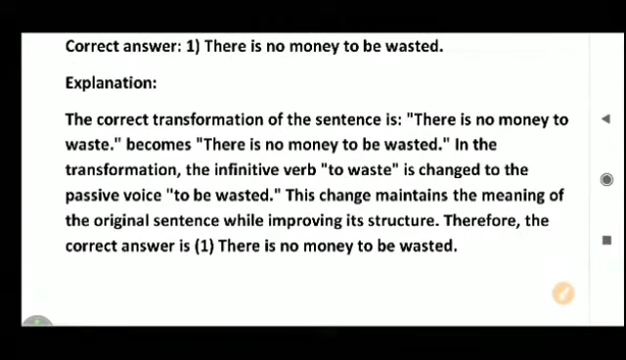 Correct answer: 1) There is no money to be wasted.
Explanation:
The correct transformation of the sentence is: "There is no money to
waste." becomes "There is no money to be wasted." In the
transformation, the infinitive verb "to waste" is changed to the
passive voice "to be wasted." This change maintains the meaning of
the original sentence while improving its structure. Therefore, the
correct answer is (1) There is no money to be wasted.